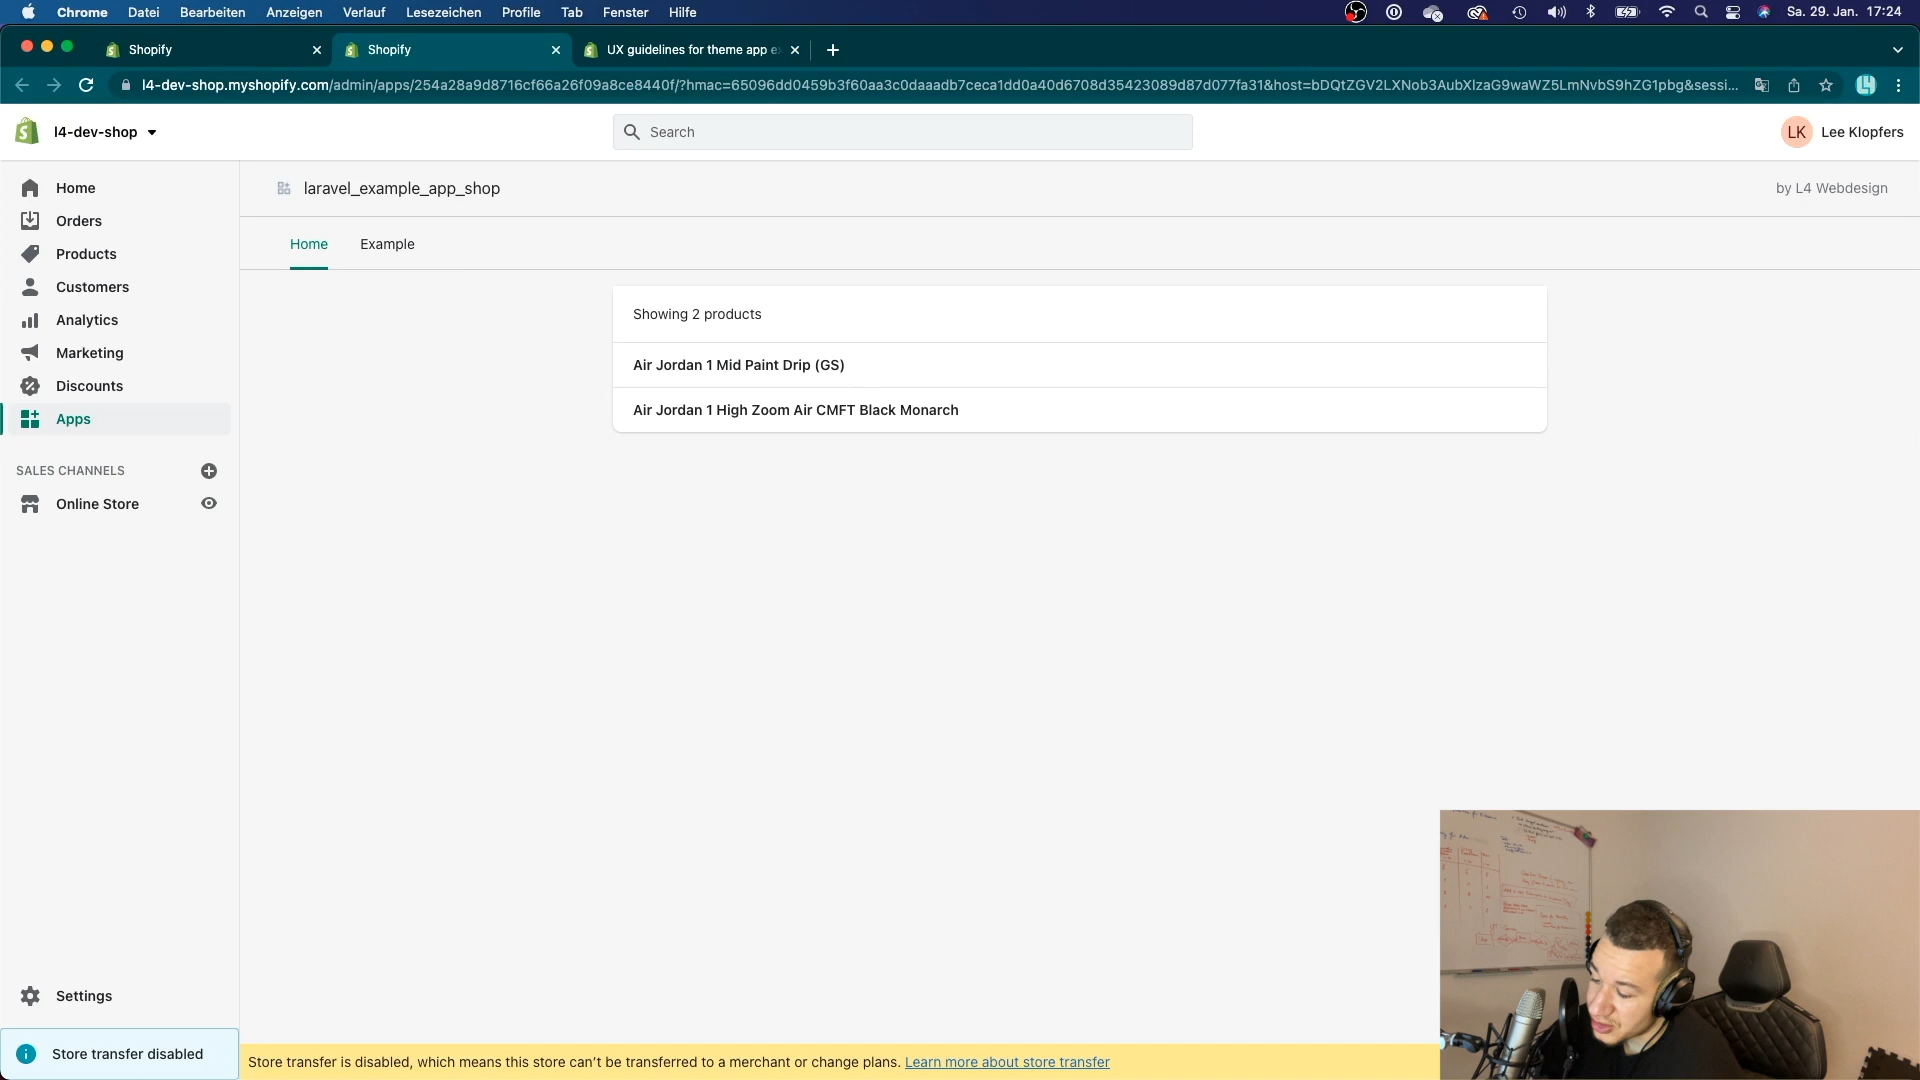 Chrome Datei Bearbeiten Anzeigen Verlauf Lesezeichen Profile Tab Fenster Hilfe
Sa. 29. Jan. 17:24
Shopify
Shopify
UX guidelines for theme app e
l4-dev-shop.myshopify.com/admin/apps/254a28a9d8716cf66a26f09a8ce8440f/?hmac=65096dd0459b3f60aa3c0daaadb7ceca1dd0a40d6708d35423089d87d077fa31&host=bDQtZGV2LXNob3AubXlzaG9waWZ5LmNvbS9hZG1pbg&sessi...
l4-dev-shop
Search
LK
Lee Klopfers
Home
Orders
Products
Customers
Analytics
Marketing
Discounts
Apps
SALES CHANNELS
Online Store
Settings
Store transfer disabled
laravel_example_app_shop
by L4 Webdesign
Home
Example
Showing 2 products
Air Jordan 1 Mid Paint Drip (GS)
Air Jordan 1 High Zoom Air CMFT Black Monarch
Store transfer is disabled, which means this store can't be transferred to a merchant or change plans. Learn more about store transfer